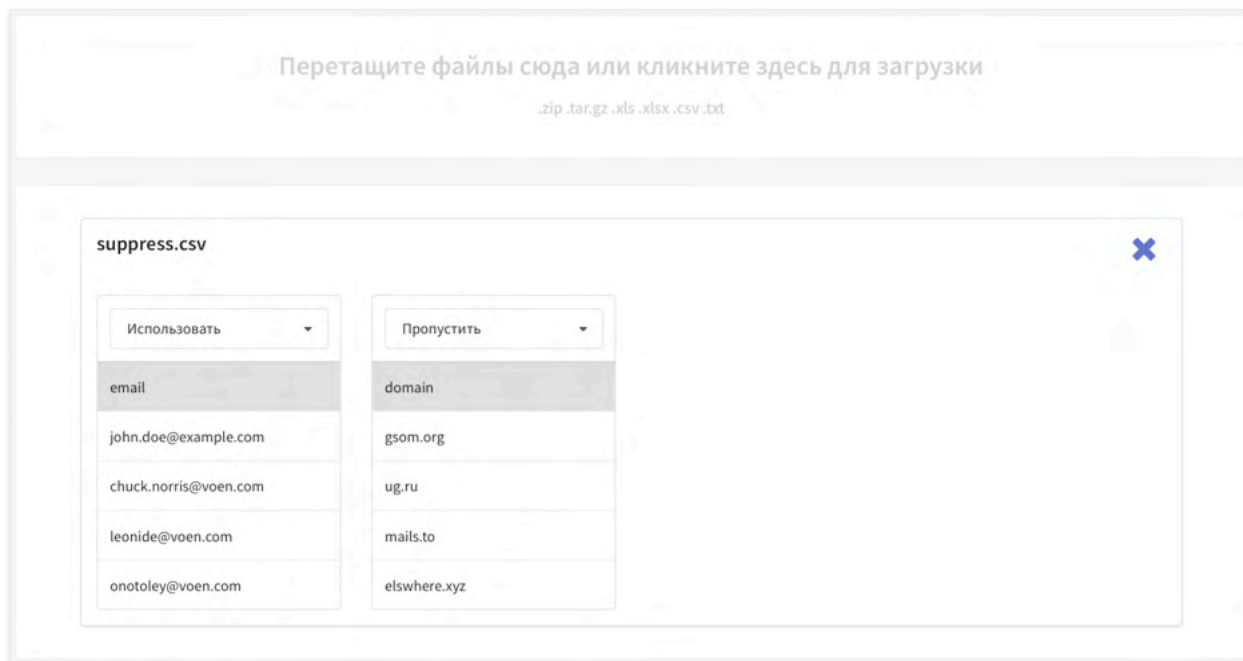 Перетащите файлы сюда или кликните здесь для загрузки
.zip .tar.gz .xls .xlsx .csv .txt
suppress.csv
Использовать
Пропустить
email
domain
john.doe@example.com
gsom.org
chuck.norris@voen.com
ug.ru
leonide@voen.com
mails.to
onotoley@voen.com
elswhere.xyz